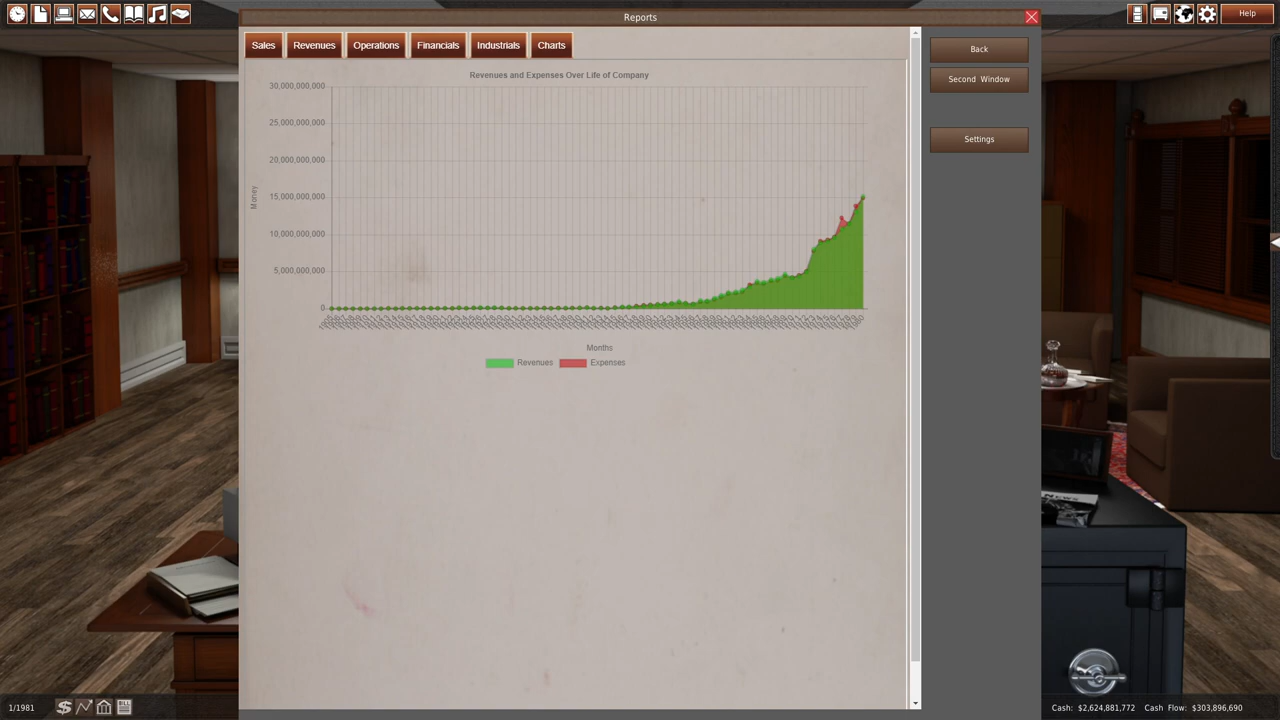 Reports
Help
Sales
Revenues
Operations
Financials
Industrials
Charts
Back
Second Window
Settings
Revenues and Expenses Over Life of Company
30,000,000,000
25,000,000,000
20,000,000,000
15,000,000,000
10,000,000,000
5,000,000,000
0
Money
Months
Revenues
Expenses
NEWS
1/1981
BILL
Cash: $2,624,881,772 Cash Flow: $303,896,690